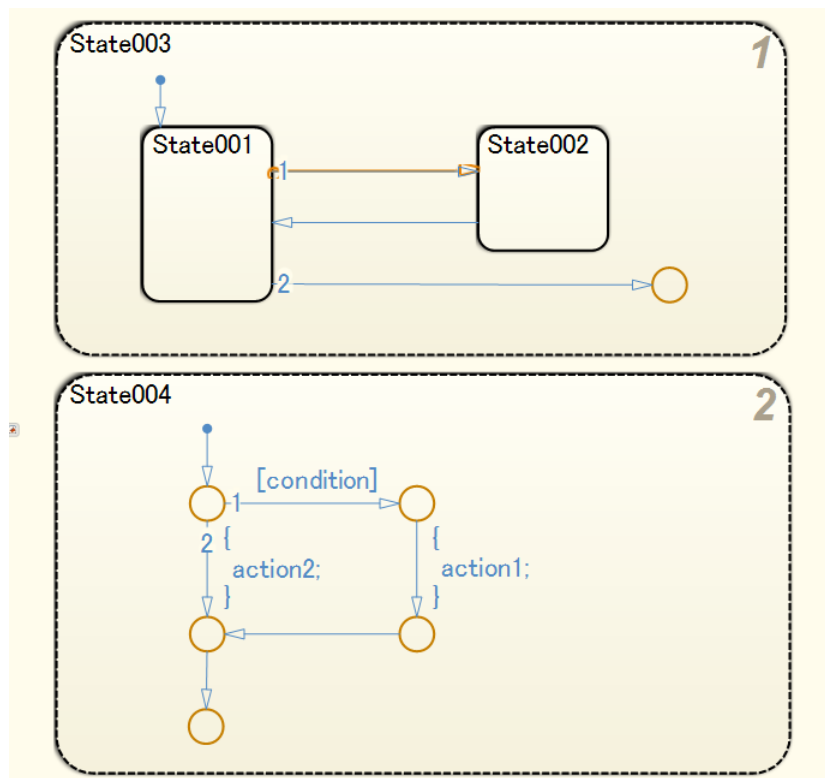 State003
1
State001
State002
1
2
State004
2
[condition]
1
2 {
action2;
}
{
action1;
}